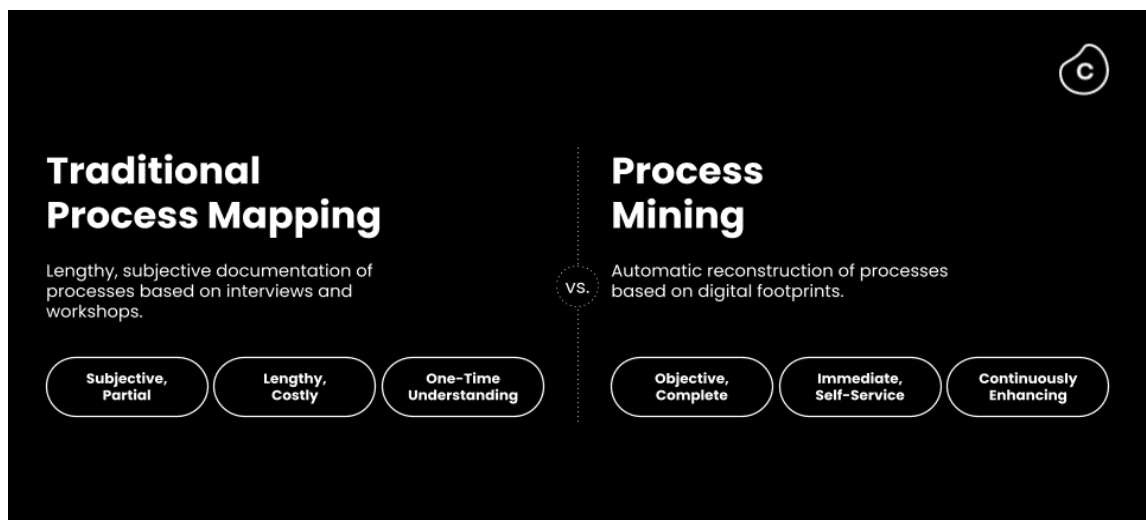 C
Traditional
Process Mapping
Lengthy, subjective documentation of
processes based on interviews and
workshops.
Subjective,
Partial
Lengthy,
Costly
One-Time
Understanding
vs.
Process
Mining
Automatic reconstruction of processes
based on digital footprints.
Objective,
Complete
Immediate,
Self-Service
Continuously
Enhancing